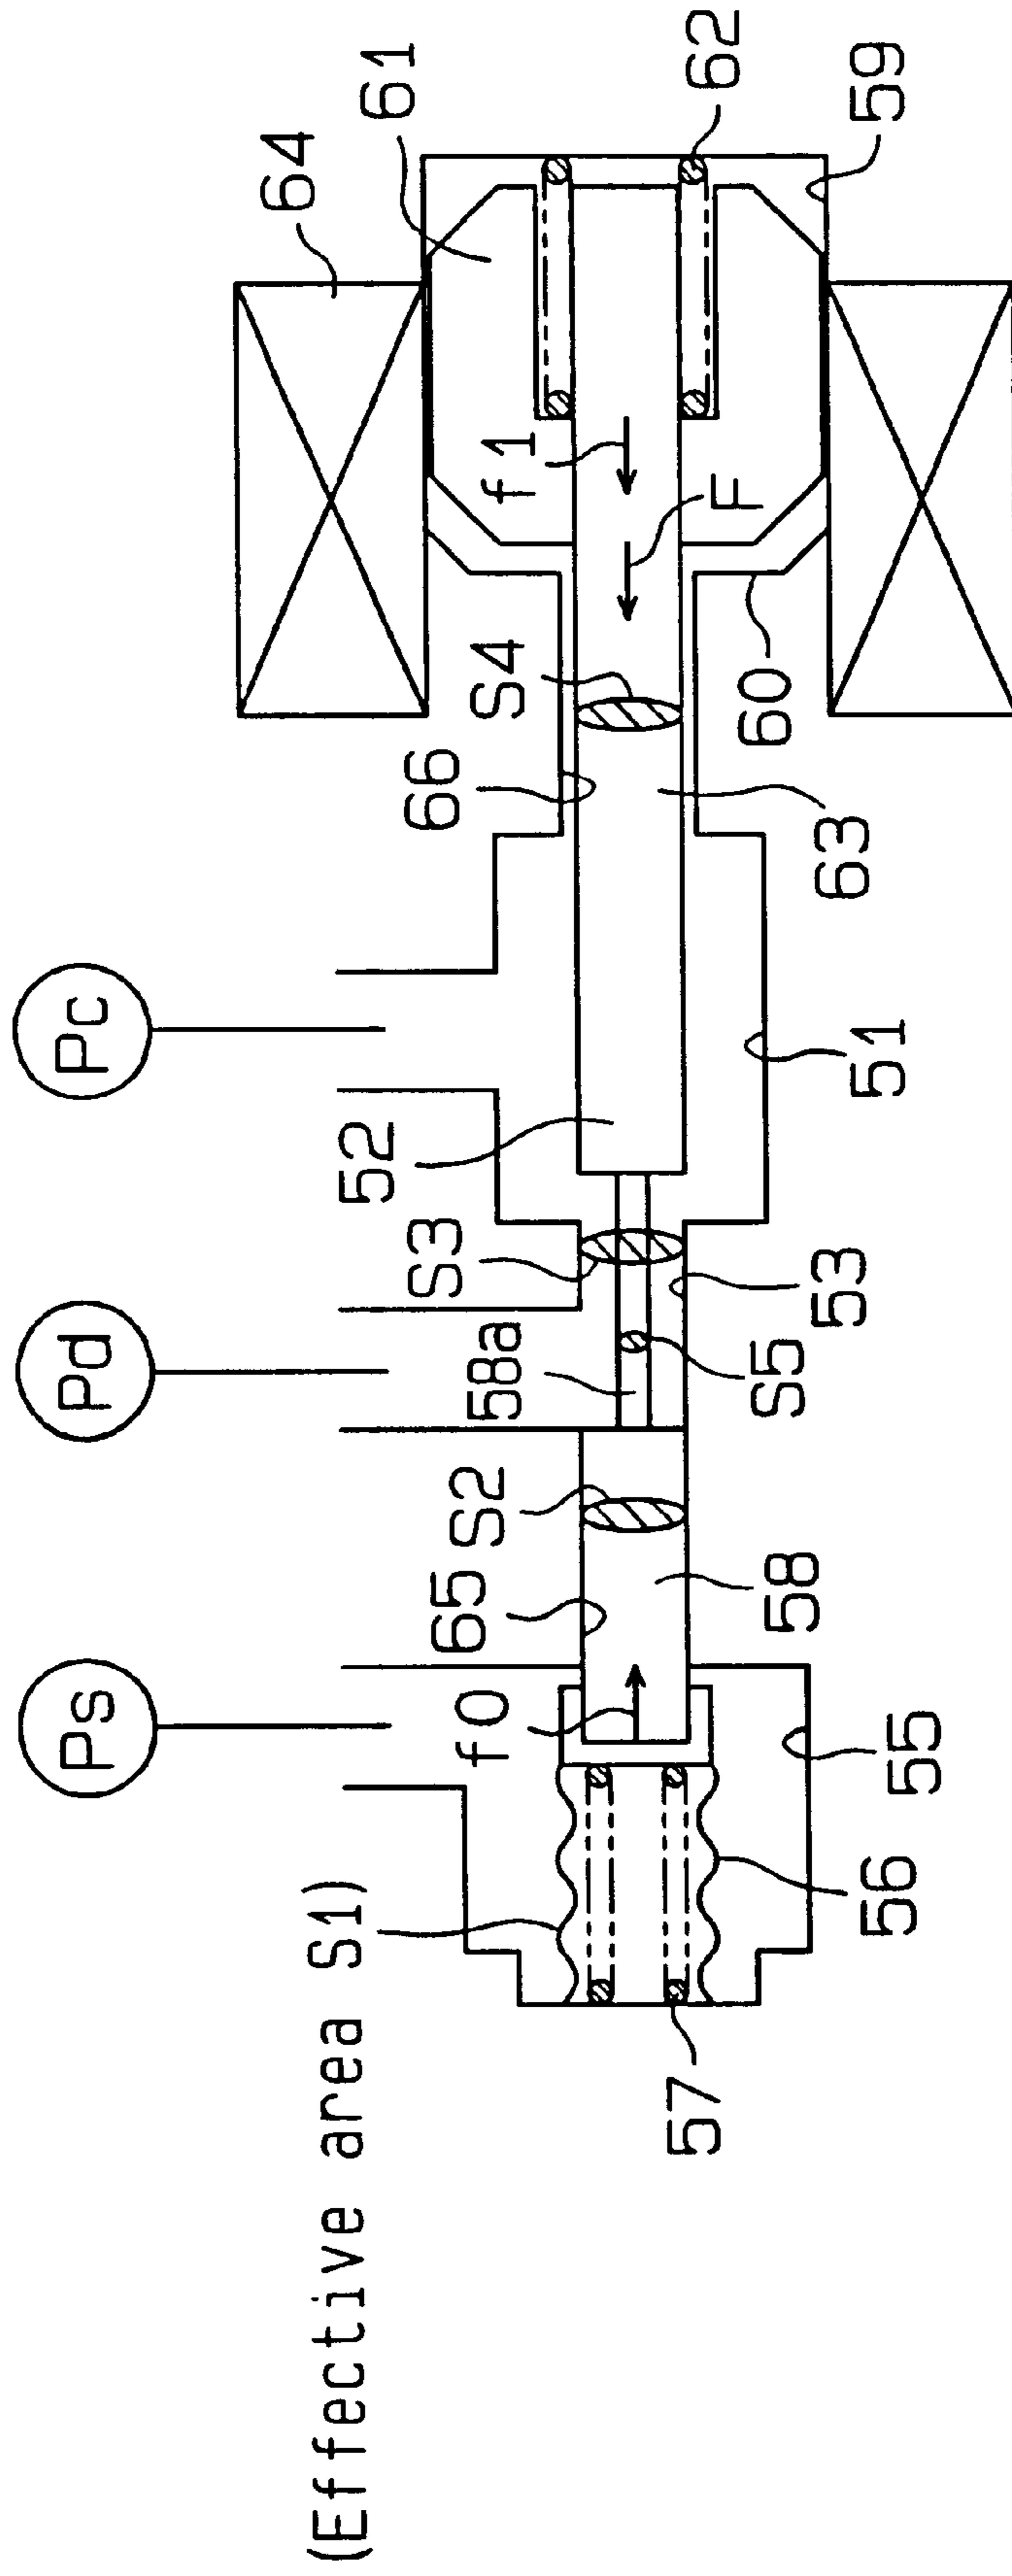 (Effective area S1)
Ps
Pd
Pc
64
61
62
59
f1
F
S4
66
60
63
52
51
S3
53
58a
S5
S2
65
58
f0
55
56
57